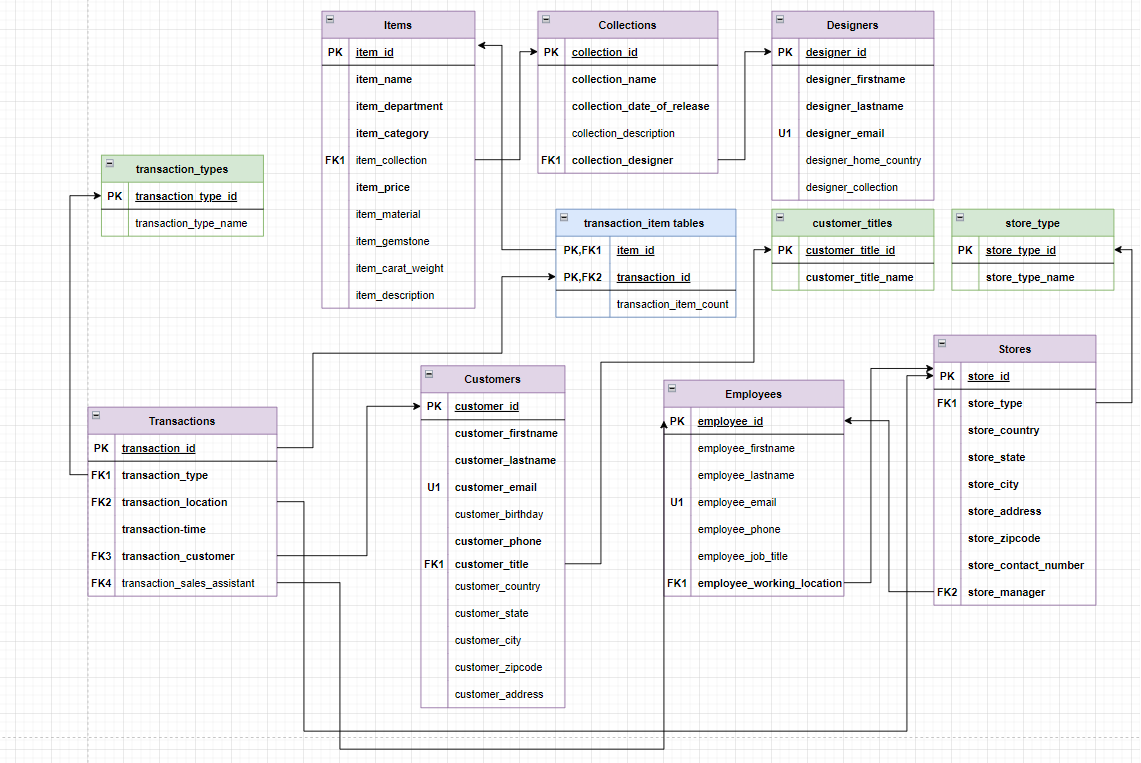 Items
PK item_id
item_name
item_department
item_category
FK1 item_collection
item_price
item_material
item_gemstone
item_carat_weight
item_description
Collections
PK collection_id
collection_name
collection_date_of_release
collection_description
FK1 collection_designer
Designers
PK designer_id
designer_firstname
designer_lastname
U1 designer_email
designer_home_country
designer_collection
transaction_types
PK transaction_type_id
transaction_type_name
transaction_item tables
PK,FK1 item_id
PK,FK2 transaction_id
transaction_item_count
customer_titles
PK customer_title_id
customer_title_name
store_type
PK store_type_id
store_type_name
Transactions
PK transaction_id
FK1 transaction_type
FK2 transaction_location
transaction-time
FK3 transaction_customer
FK4 transaction_sales_assistant
Customers
PK customer_id
customer_firstname
customer_lastname
U1 customer_email
customer_birthday
customer_phone
FK1 customer_title
customer_country
customer_state
customer_city
customer_zipcode
customer_address
Employees
PK employee_id
employee_firstname
employee_lastname
U1 employee_email
employee_phone
employee_job_title
FK1 employee_working_location
Stores
PK store_id
FK1 store_type
store_country
store_state
store_city
store_address
store_zipcode
store_contact_number
FK2 store_manager